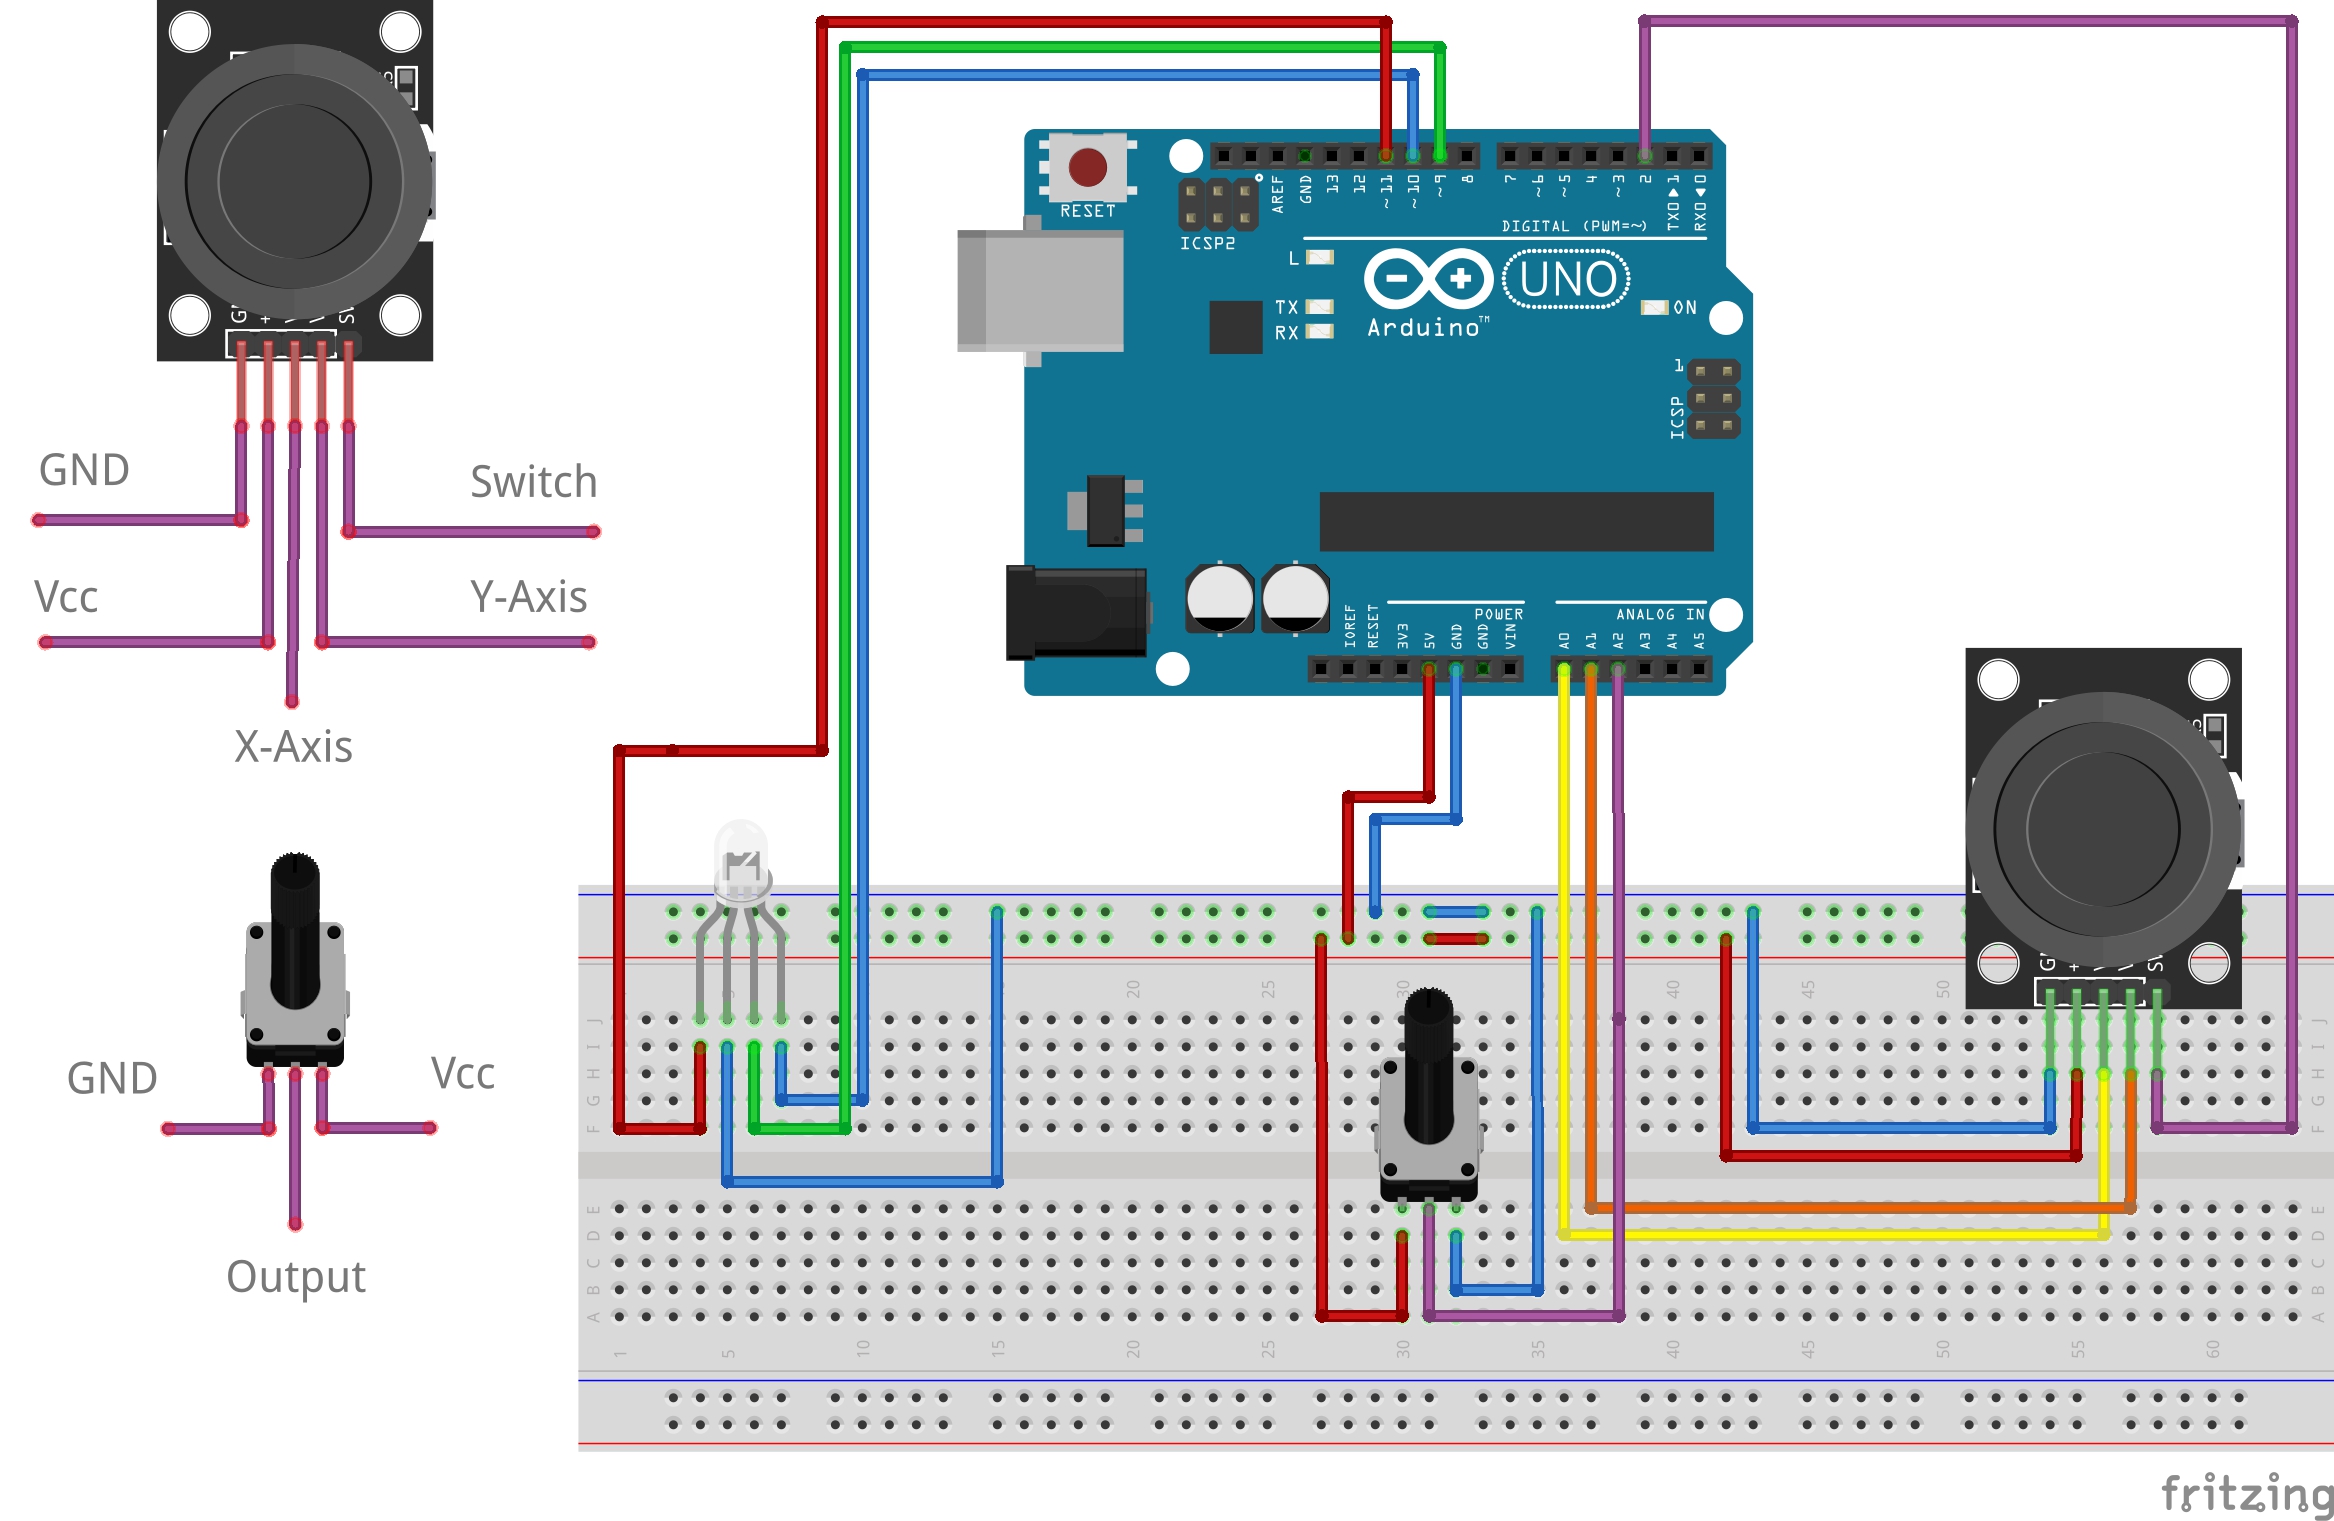 GND
Switch
Vcc
Y-Axis
X-Axis
GND
Vcc
Output
RESET
ICSP2
AREF
GND
13
12
~11
~10
~9
8
7
~6
~5
4
~3
2
TX0▶1
RX0◀0
DIGITAL (PWM=~)
L
TX
RX
Arduino™
UNO
ON
1
ICSP
POWER
ANALOG IN
IOREF
RESET
3V3
5V
GND
GND
VIN
A0
A1
A2
A3
A4
A5
20
25
30
40
45
50
J
I
H
G
F
J
I
H
G
F
E
D
C
B
A
E
D
C
B
A
1
5
10
15
20
25
30
35
40
45
50
55
60
fritzing